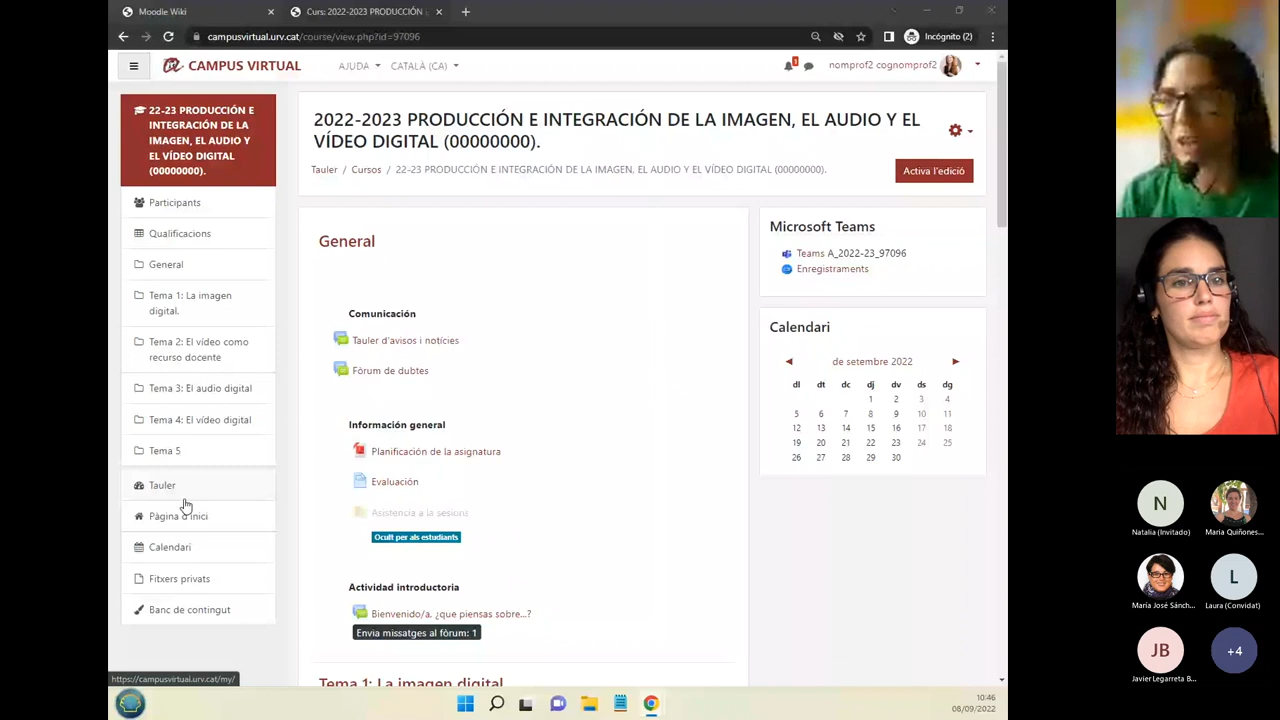 Moodle Wiki
Curs: 2022-2023 PRODUCCIÓN
campusvirtual.urv.cat/course/view.php?id=97096
Incógnito (2)
CAMPUS VIRTUAL
AJUDA
CATALÀ (CA)
nomprof2 cognomprof2
22-23 PRODUCCIÓN E
INTEGRACIÓN DE LA
IMAGEN, EL AUDIO Y
EL VÍDEO DIGITAL
(00000000).
Participants
Qualificacions
General
Tema 1: La imagen
digital.
Tema 2: El vídeo como
recurso docente
Tema 3: El audio digital
Tema 4: El vídeo digital
Tema 5
Tauler
Pàgina d'inici
Calendari
Fitxers privats
Banc de contingut
https://campusvirtual.urv.cat/my/
2022-2023 PRODUCCIÓN E INTEGRACIÓN DE LA IMAGEN, EL AUDIO Y EL
VÍDEO DIGITAL (00000000).
Tauler / Cursos / 22-23 PRODUCCIÓN E INTEGRACIÓN DE LA IMAGEN, EL AUDIO Y EL VÍDEO DIGITAL (00000000).
Activa l'edició
General
Comunicación
Tauler d'avisos i notícies
Fòrum de dubtes
Información general
Planificación de la asignatura
Evaluación
Asistencia a la sesions
Ocult per als estudiants
Actividad introductoria
Bienvenido/a. ¿que piensas sobre...?
Envia missatges al fòrum: 1
Tema 1: La imagen digital
Microsoft Teams
Teams A_2022-23_97096
Enregistraments
Calendari
de setembre 2022
dl dt dc dj dv ds dg
1 2 3 4
5 6 7 8 9 10 11
12 13 14 15 16 17 18
19 20 21 22 23 24 25
26 27 28 29 30
10:46
08/09/2022
N
Natalia (Invitado)
Maria Quiñones...
María José Sánch...
L
Laura (Convidat)
JB
Javier Legarreta B...
+4